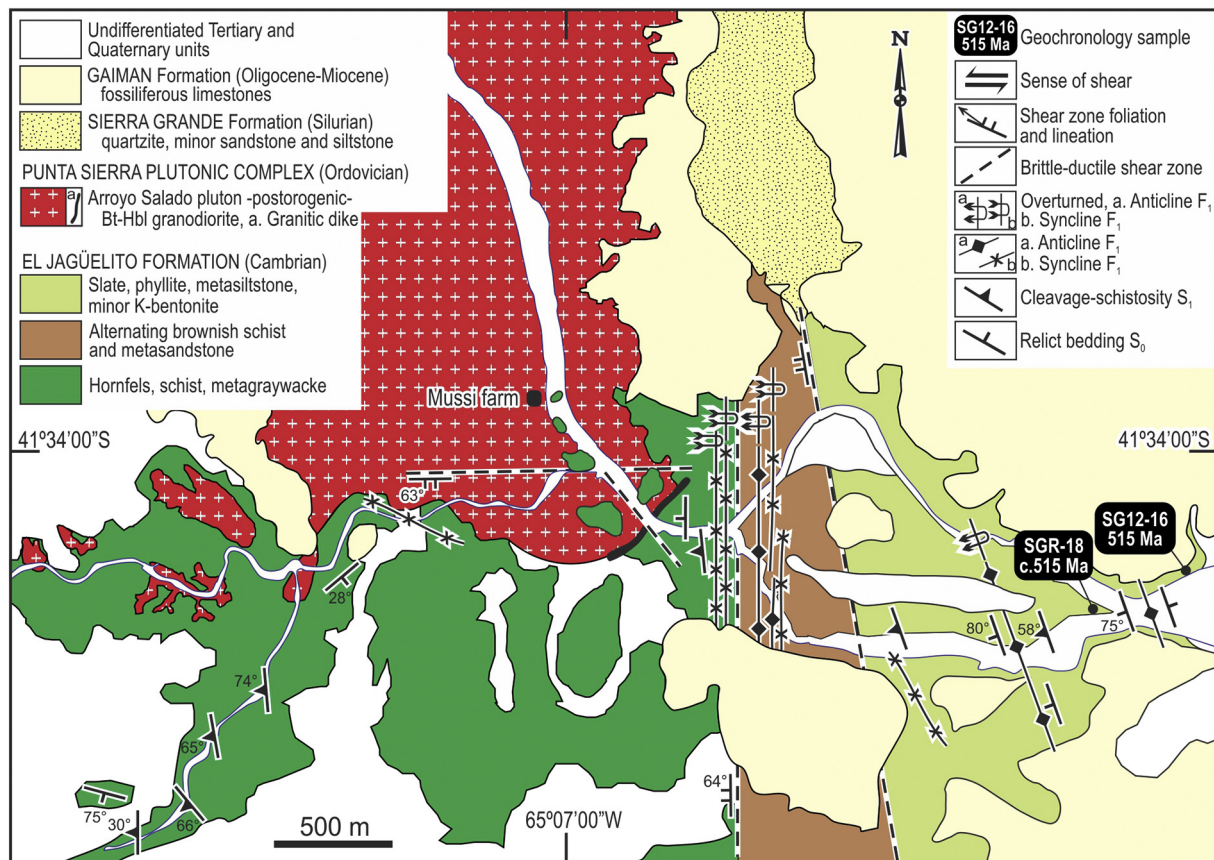 Undifferentiated Tertiary and
Quaternary units
GAIMAN Formation (Oligocene-Miocene)
fossiliferous limestones
SIERRA GRANDE Formation (Silurian)
quartzite, minor sandstone and siltstone
PUNTA SIERRA PLUTONIC COMPLEX (Ordovician)
a
Arroyo Salado pluton -postorogenic-
Bt-Hbl granodiorite, a. Granitic dike
EL JAGÜELITO FORMATION (Cambrian)
Slate, phyllite, metasiltstone,
minor K-bentonite
Alternating brownish schist
and metasandstone
Hornfels, schist, metagraywacke
N
SG12-16
515 Ma
Geochronology sample
Sense of shear
Shear zone foliation
and lineation
Brittle-ductile shear zone
a
b
Overturned, a. Anticline F₁
b. Syncline F₁
a
b
a. Anticline F₁
b. Syncline F₁
Cleavage-schistosity S₁
Relict bedding S₀
Mussi farm
41º34'00"S
41º34'00"S
63°
28°
SG12-16
515 Ma
SGR-18
c.515 Ma
80°
58°
75°
74°
65°
64°
75°
30°
66°
500 m
65º07'00"W